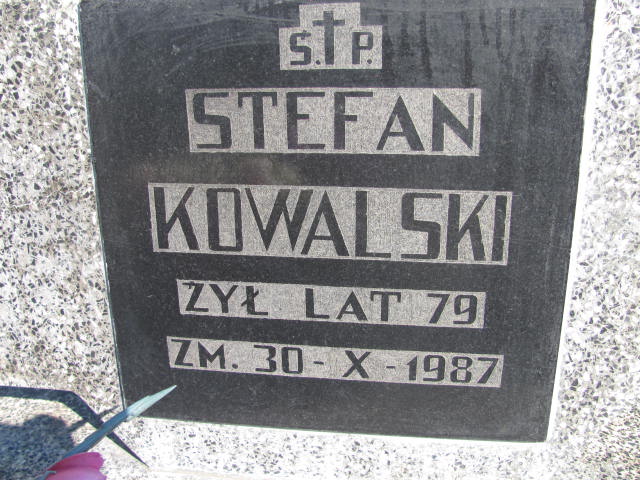 Ś.†P.
STEFAN
KOWALSKI
ŻYŁ LAT 79
ZM. 30-X-1987